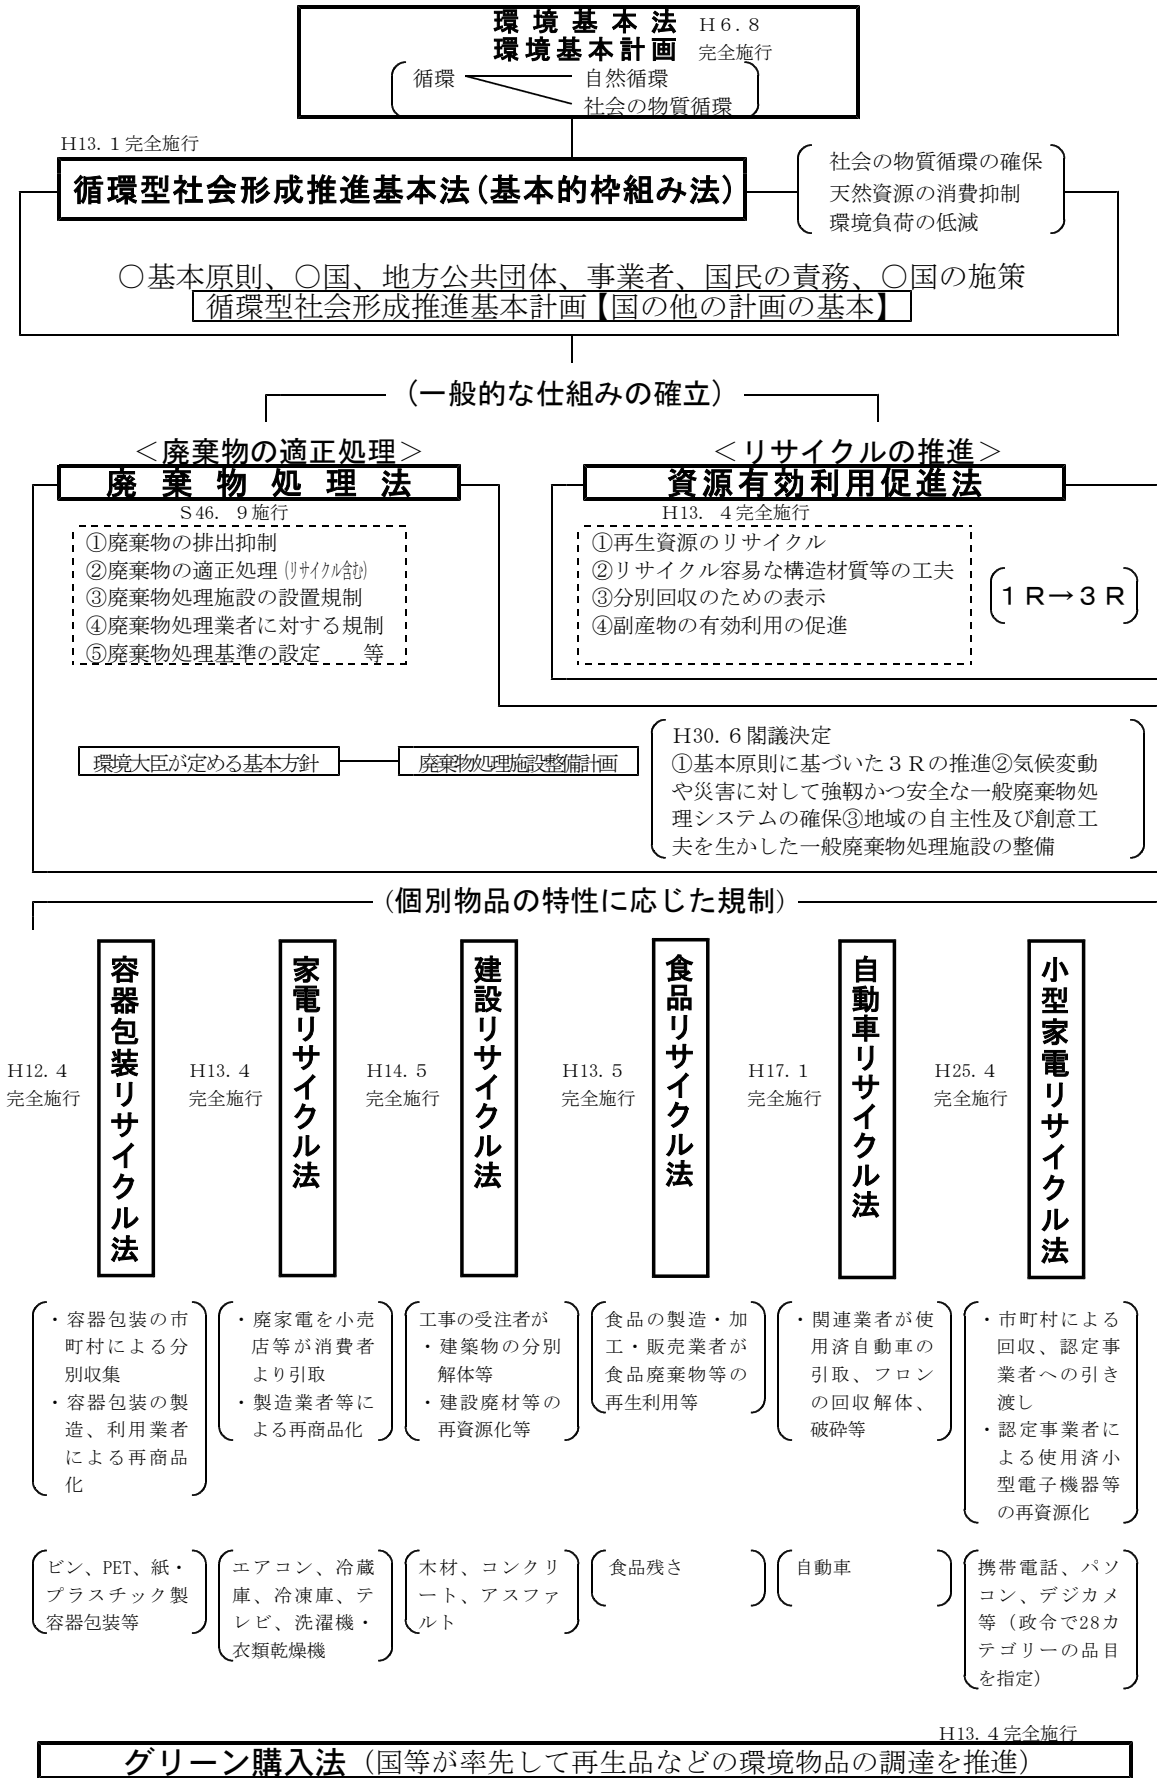 環境基本法 H6.8
環境基本計画 完全施行
循環 自然循環
社会の物質循環
H13.1完全施行
循環型社会形成推進基本法(基本的枠組み法)
社会の物質循環の確保
天然資源の消費抑制
環境負荷の低減
○基本原則、○国、地方公共団体、事業者、国民の責務、○国の施策
循環型社会形成推進基本計画【国の他の計画の基本】
(一般的な仕組みの確立)
<廃棄物の適正処理>
廃棄物処理法
S46. 9施行
①廃棄物の排出抑制
②廃棄物の適正処理(リサイクル含む)
③廃棄物処理施設の設置規制
④廃棄物処理業者に対する規制
⑤廃棄物処理基準の設定 等
<リサイクルの推進>
資源有効利用促進法
H13. 4完全施行
①再生資源のリサイクル
②リサイクル容易な構造材質等の工夫
③分別回収のための表示
④副産物の有効利用の促進
1R→3R
環境大臣が定める基本方針
廃棄物処理施設整備計画
H30.6閣議決定
①基本原則に基づいた3Rの推進②気候変動
や災害に対して強靱かつ安全な一般廃棄物処
理システムの確保③地域の自主性及び創意工
夫を生かした一般廃棄物処理施設の整備
(個別物品の特性に応じた規制)
H12.4
完全施行
容器包装リサイクル法
H13.4
完全施行
家電リサイクル法
H14.5
完全施行
建設リサイクル法
H13.5
完全施行
食品リサイクル法
H17.1
完全施行
自動車リサイクル法
H25.4
完全施行
小型家電リサイクル法
・容器包装の市
町村による分
別収集
・容器包装の製
造、利用業者
による再商品
化
・廃家電を小売
店等が消費者
より引取
・製造業者等に
よる再商品化
工事の受注者が
・建築物の分別
解体等
・建設廃材等の
再資源化等
食品の製造・加
工・販売業者が
食品廃棄物等の
再生利用等
・関連業者が使
用済自動車の
引取、フロン
の回収解体、
破砕等
・市町村による
回収、認定事
業者への引き
渡し
・認定事業者に
よる使用済小
型電子機器等
の再資源化
ビン、PET、紙・
プラスチック製
容器包装等
エアコン、冷蔵
庫、冷凍庫、テ
レビ、洗濯機・
衣類乾燥機
木材、コンクリ
ート、アスファ
ルト
食品残さ
自動車
携帯電話、パソ
コン、デジカメ
等（政令で28カ
テゴリーの品目
を指定）
H13.4完全施行
グリーン購入法（国等が率先して再生品などの環境物品の調達を推進）